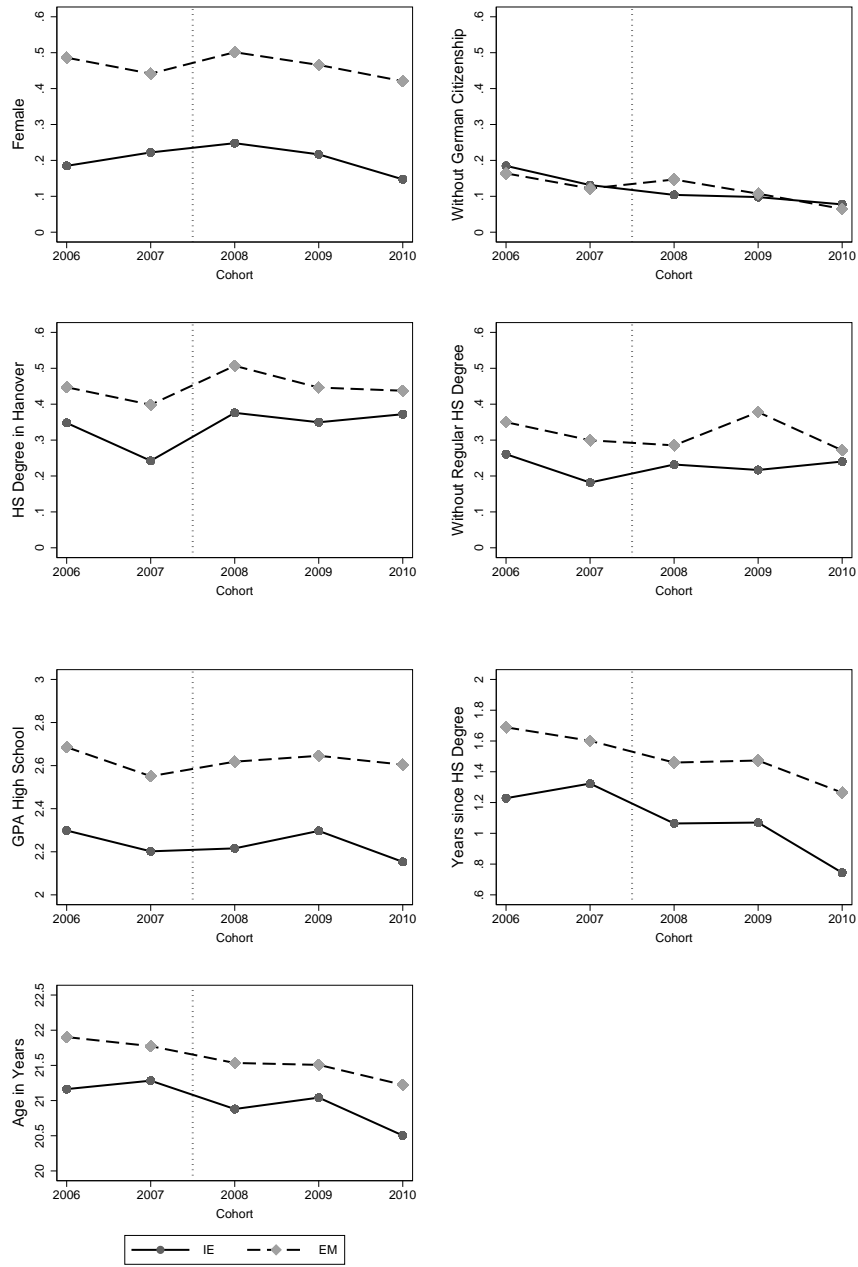 Female
.6
.5
.4
.3
.2
.1
0
2006 2007 2008 2009 2010
Cohort
Without German Citizenship
.6
.5
.4
.3
.2
.1
0
2006 2007 2008 2009 2010
Cohort
HS Degree in Hanover
.6
.5
.4
.3
.2
.1
0
2006 2007 2008 2009 2010
Cohort
Without Regular HS Degree
.6
.5
.4
.3
.2
.1
0
2006 2007 2008 2009 2010
Cohort
GPA High School
3
2.8
2.6
2.4
2.2
2
2006 2007 2008 2009 2010
Cohort
Years since HS Degree
2
1.8
1.6
1.4
1.2
1
.8
.6
2006 2007 2008 2009 2010
Cohort
Age in Years
22.5
22
21.5
21
20.5
20
2006 2007 2008 2009 2010
Cohort
IE EM